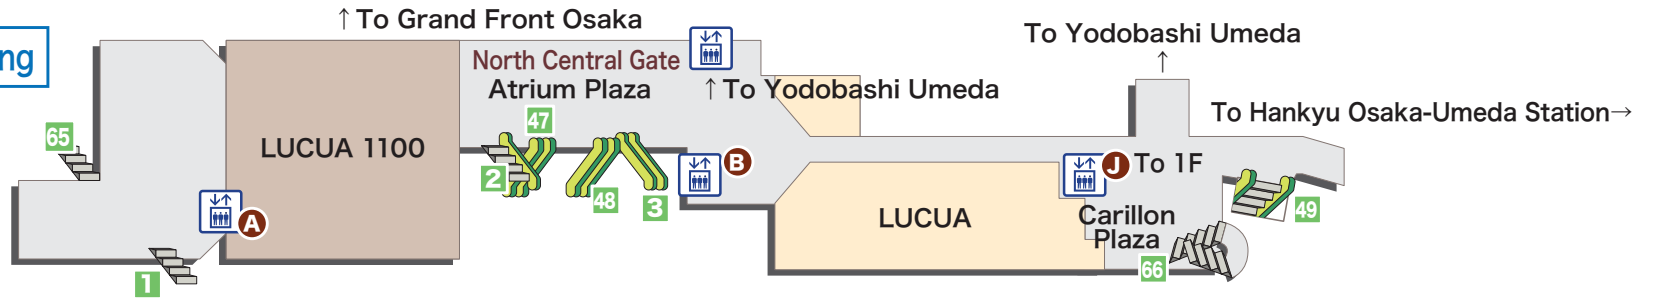 ↑To Grand Front Osaka
To Yodobashi Umeda
↑
ng
North Central Gate
Atrium Plaza
↑To Yodobashi Umeda
To Hankyu Osaka-Umeda Station→
65
47
LUCUA 1100
B
J To 1F
2
48
3
49
A
LUCUA
Carillon
Plaza
1
66